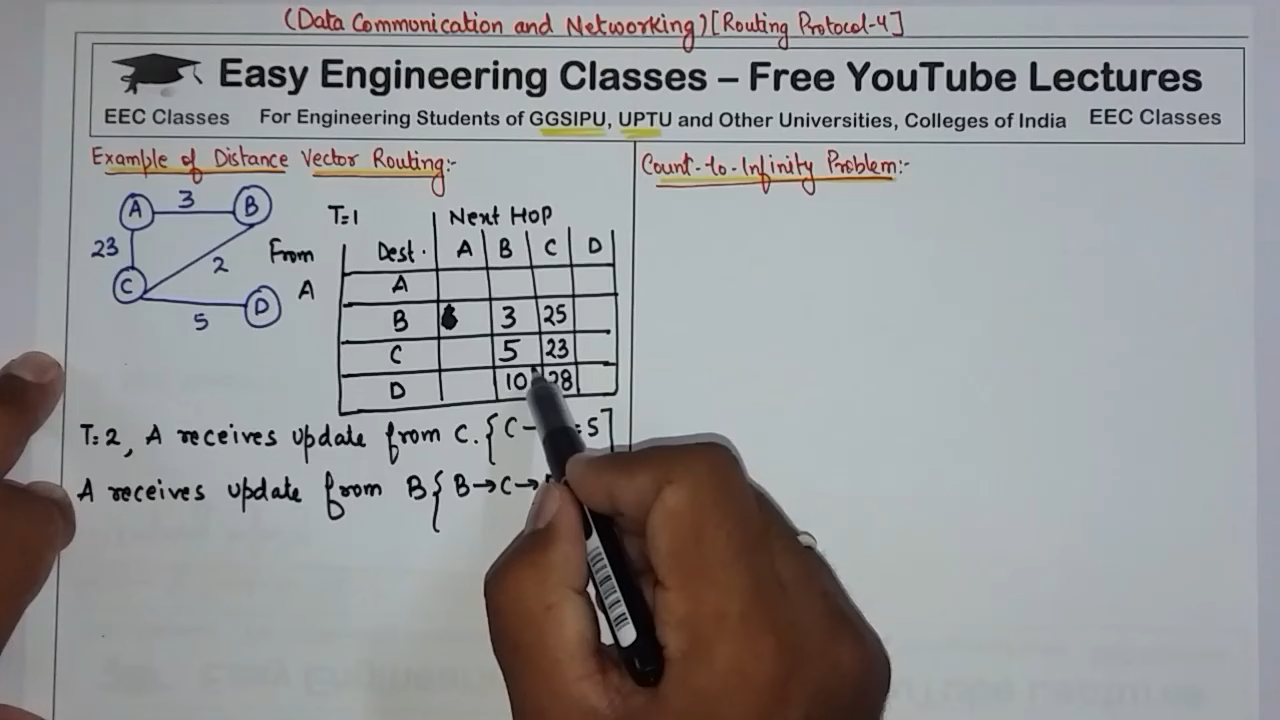 (Data Communication and Networking) [Routing Protocol-4]
Easy Engineering Classes – Free YouTube Lectures
EEC Classes For Engineering Students of GGSIPU, UPTU and Other Universities, Colleges of India EEC Classes
Example of Distance Vector Routing:-
A 3 B
23 2
C 5 D
T=1 Next Hop
From A
Dest. A B C D
A
B 3 25
C 5 23
D 10 28
T=2, A receives update from C. {C- =5]
A receives update from B{ B→C→
Count-to-Infinity Problem:-